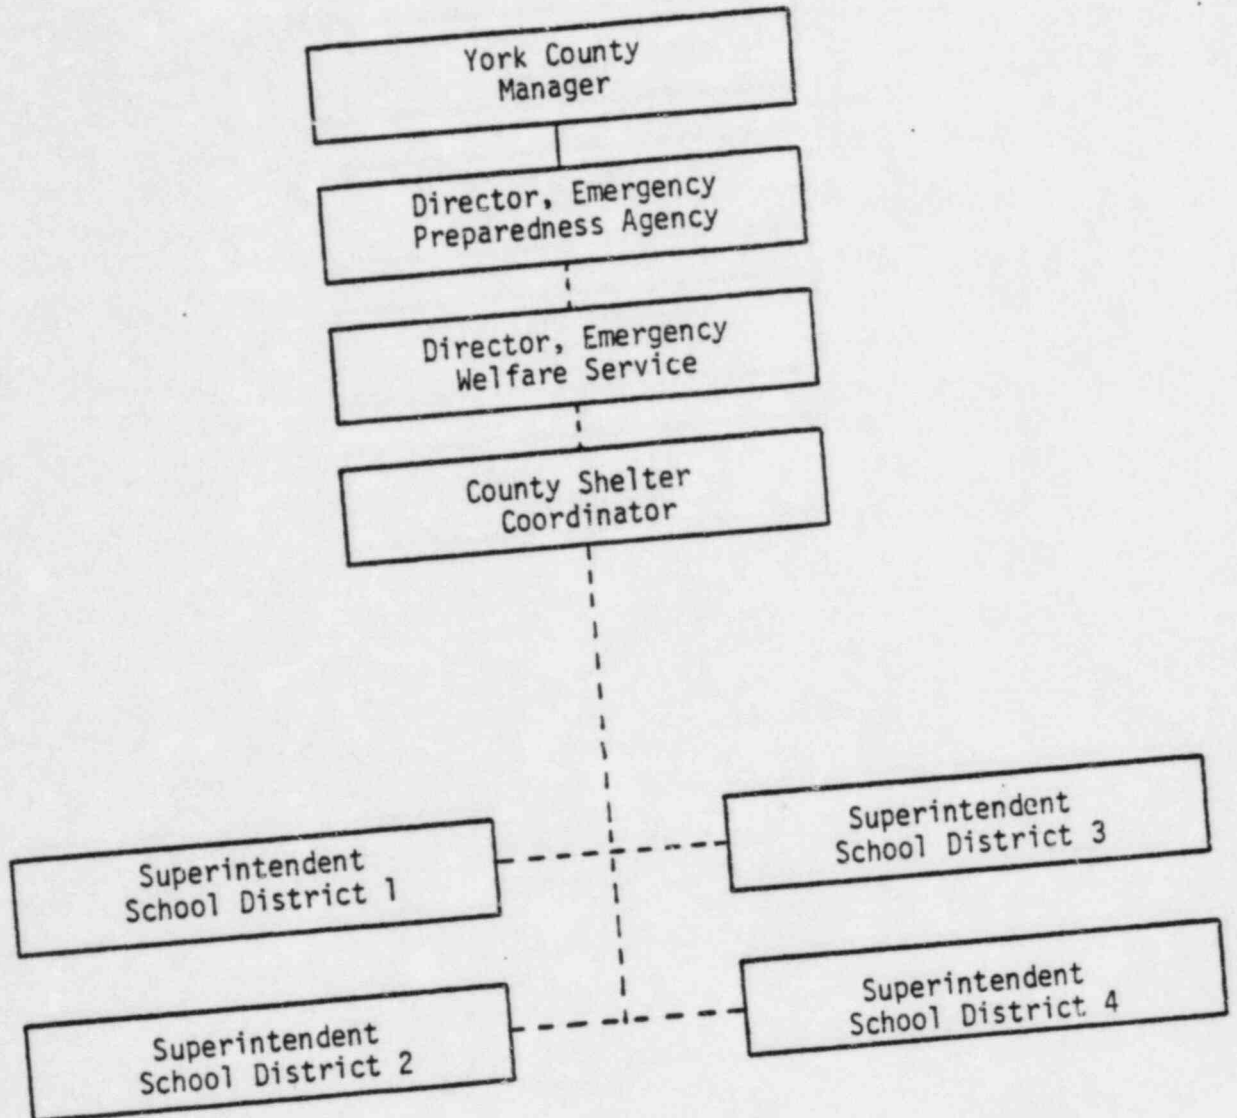 York County
Manager
Director, Emergency
Preparedness Agency
Director, Emergency
Welfare Service
County Shelter
Coordinator
Superintendent
School District 1
Superintendent
School District 3
Superintendent
School District 2
Superintendent
School District 4